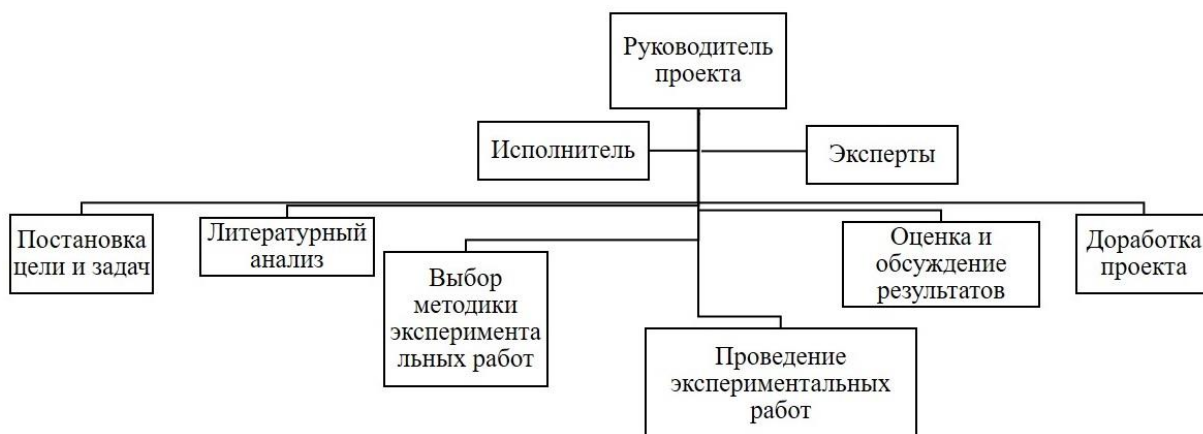 Руководитель
проекта
Исполнитель
Эксперты
Постановка
цели и задач
Литературный
анализ
Выбор
методики
эксперимента
льных работ
Проведение
экспериментальных
работ
Оценка и
обсуждение
результатов
Доработка
проекта